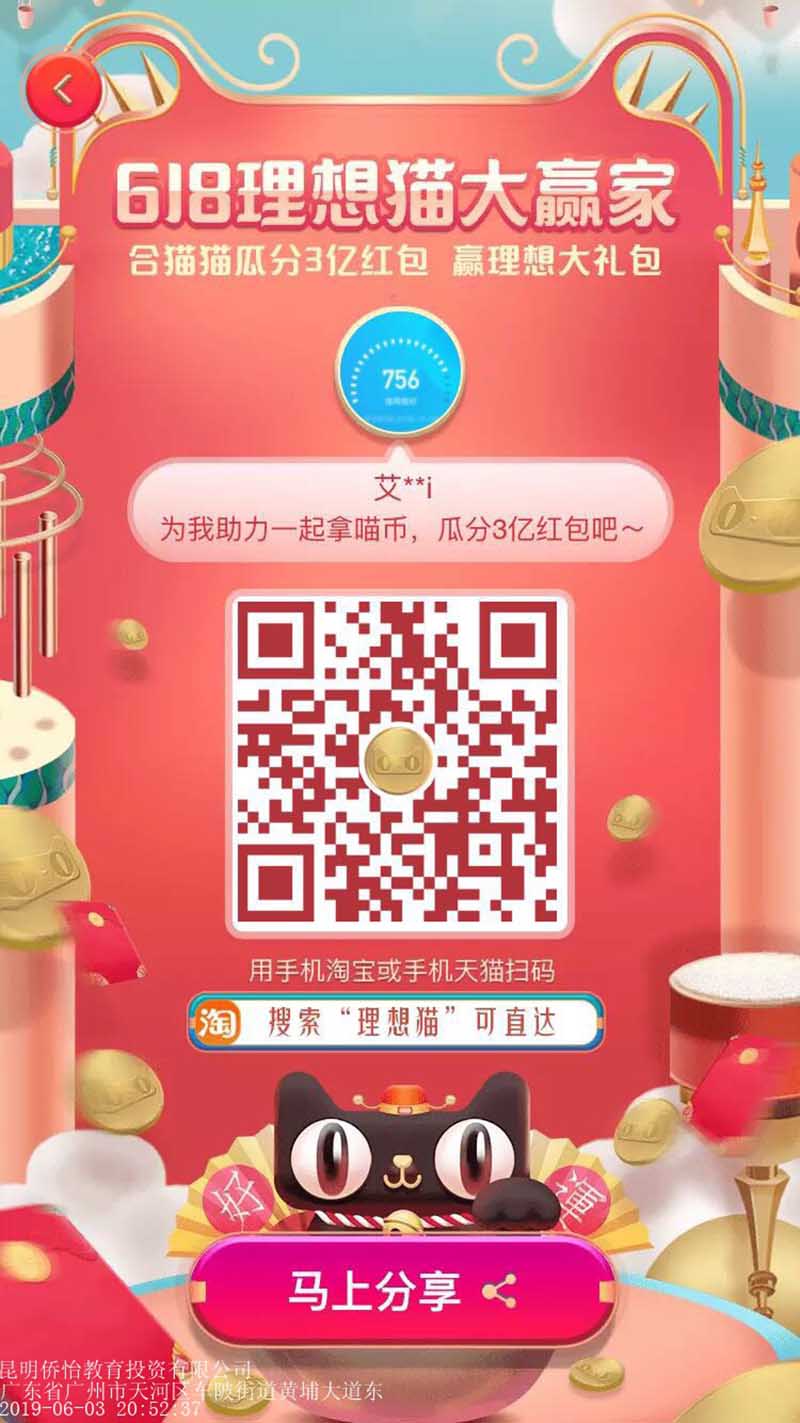 618理想猫大赢家
合猫猫瓜分3亿红包 赢理想大礼包
756
艾**i
为我助力一起拿喵币，瓜分3亿红包吧～
用手机淘宝或手机天猫扫码
淘 搜索“理想猫”可直达
好
马上分享
昆明侨怡教育投资有限公司
广东省广州市天河区车陂街道黄埔大道东
2019-06-03 20:52:37